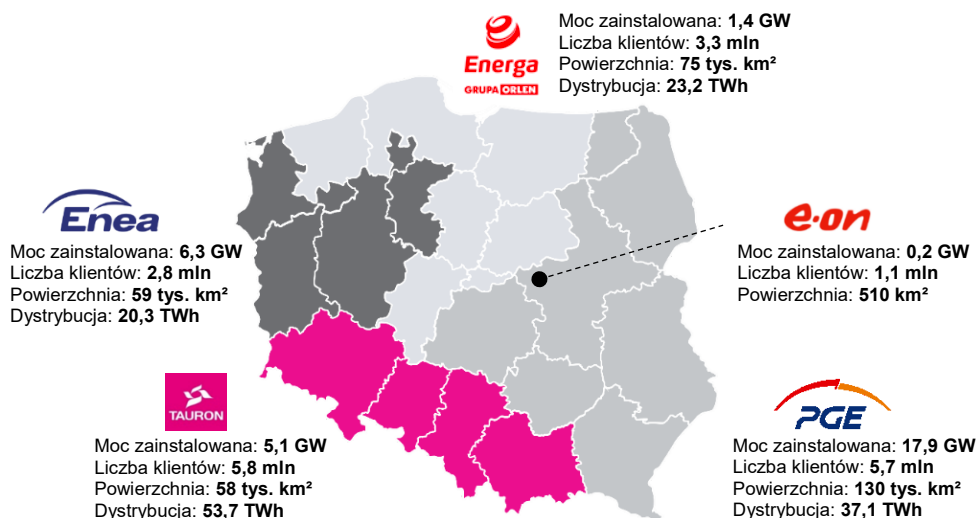 Moc zainstalowana: 1,4 GW
Liczba klientów: 3,3 mln
Powierzchnia: 75 tys. km²
Dystrybucja: 23,2 TWh
Energa
GRUPA ORLEN
Enea
Moc zainstalowana: 6,3 GW
Liczba klientów: 2,8 mln
Powierzchnia: 59 tys. km²
Dystrybucja: 20,3 TWh
e·on
Moc zainstalowana: 0,2 GW
Liczba klientów: 1,1 mln
Powierzchnia: 510 km²
TAURON
Moc zainstalowana: 5,1 GW
Liczba klientów: 5,8 mln
Powierzchnia: 58 tys. km²
Dystrybucja: 53,7 TWh
PGE
Moc zainstalowana: 17,9 GW
Liczba klientów: 5,7 mln
Powierzchnia: 130 tys. km²
Dystrybucja: 37,1 TWh